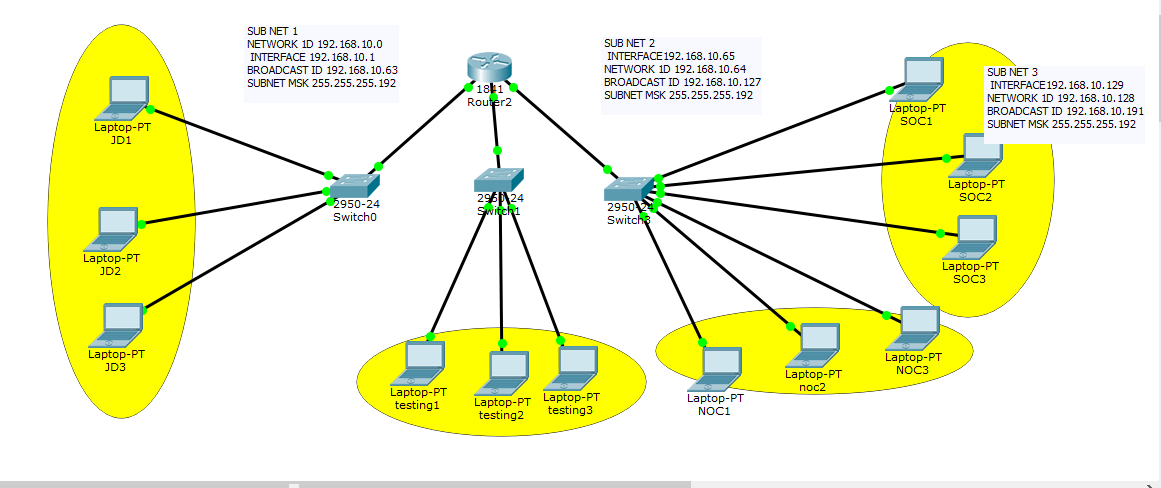 SUB NET 1
NETWORK 1D 192.168.10.0
INTERFACE 192.168.10.1
BROADCAST ID 192.168.10.63
SUBNET MSK 255.255.255.192
1841
Router2
SUB NET 2
INTERFACE192.168.10.65
NETWORK 1D 192.168.10.64
BROADCAST ID 192.168.10.127
SUBNET MSK 255.255.255.192
SUB NET 3
INTERFACE192.168.10.129
NETWORK 1D 192.168.10.128
BROADCAST ID 192.168.10.191
SUBNET MSK 255.255.255.192
Laptop-PT
JD1
Laptop-PT
JD2
Laptop-PT
JD3
2950-24
Switch0
2950-24
Switch1
2950-24
Switch3
Laptop-PT
SOC1
Laptop-PT
SOC2
Laptop-PT
SOC3
Laptop-PT
testing1
Laptop-PT
testing2
Laptop-PT
testing3
Laptop-PT
NOC1
Laptop-PT
noc2
Laptop-PT
NOC3